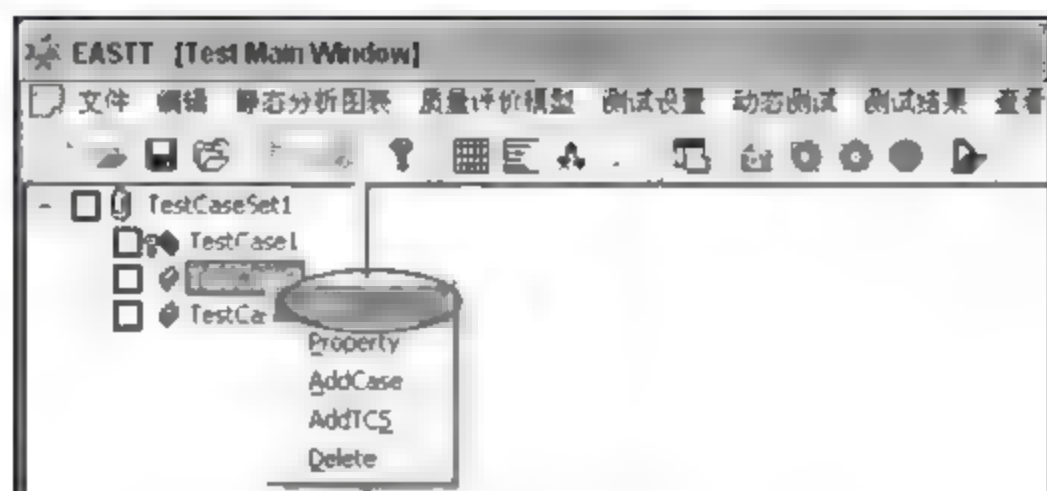 EASTT [Test Main Window]
文件 编辑 静态分析图表 质量评价模型 测试设置 动态测试 测试结果 查看
TestCaseSet1
TestCase1
Property
AddCase
AddTCS
Delete